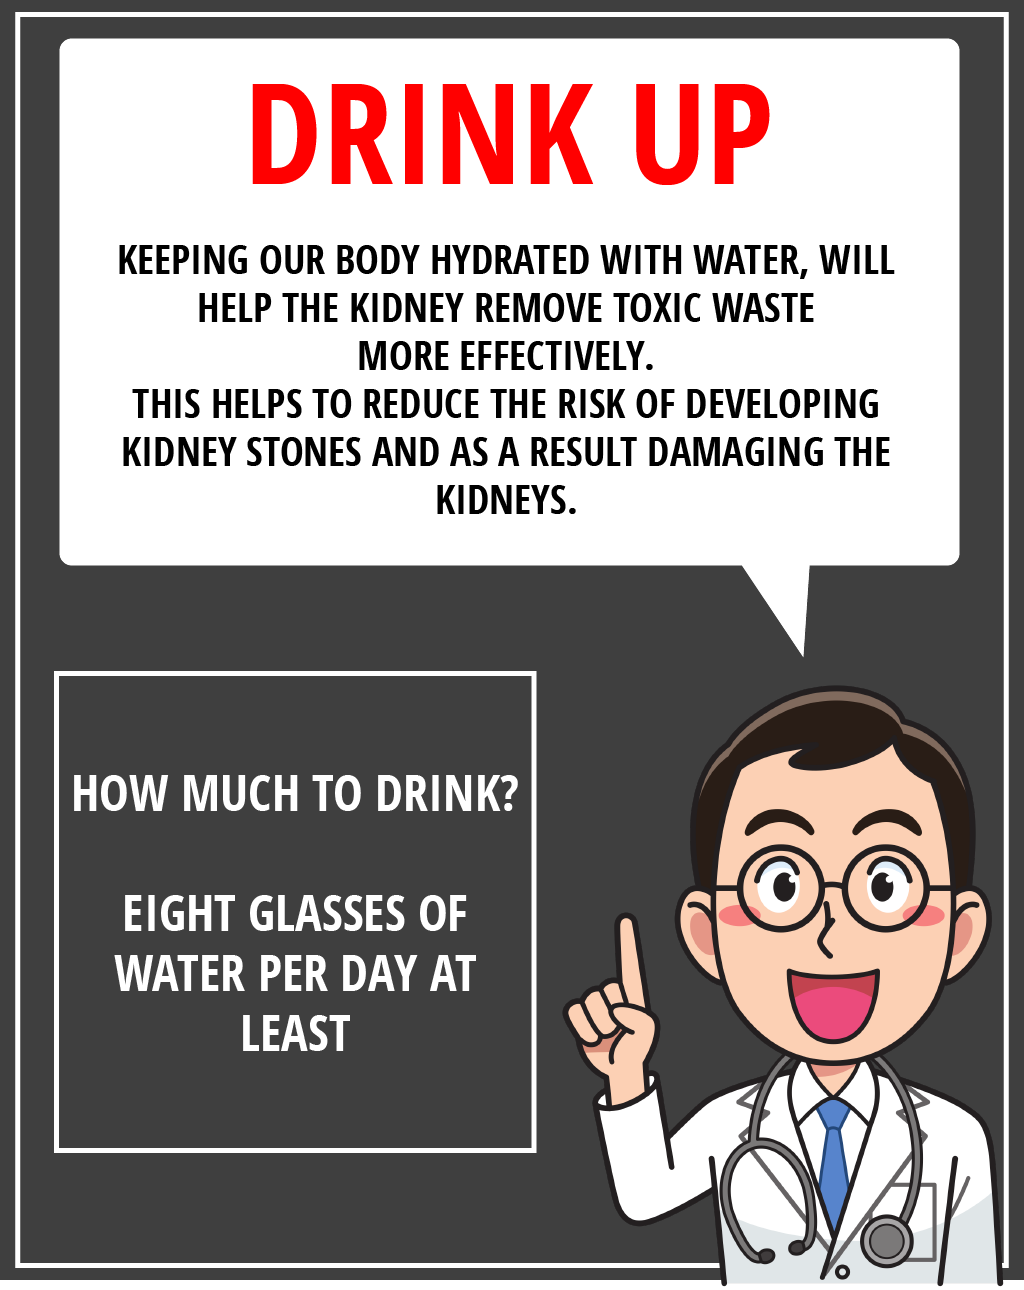 DRINK UP
KEEPING OUR BODY HYDRATED WITH WATER, WILL
HELP THE KIDNEY REMOVE TOXIC WASTE
MORE EFFECTIVELY.
THIS HELPS TO REDUCE THE RISK OF DEVELOPING
KIDNEY STONES AND AS A RESULT DAMAGING THE
KIDNEYS.
HOW MUCH TO DRINK?
EIGHT GLASSES OF
WATER PER DAY AT
LEAST